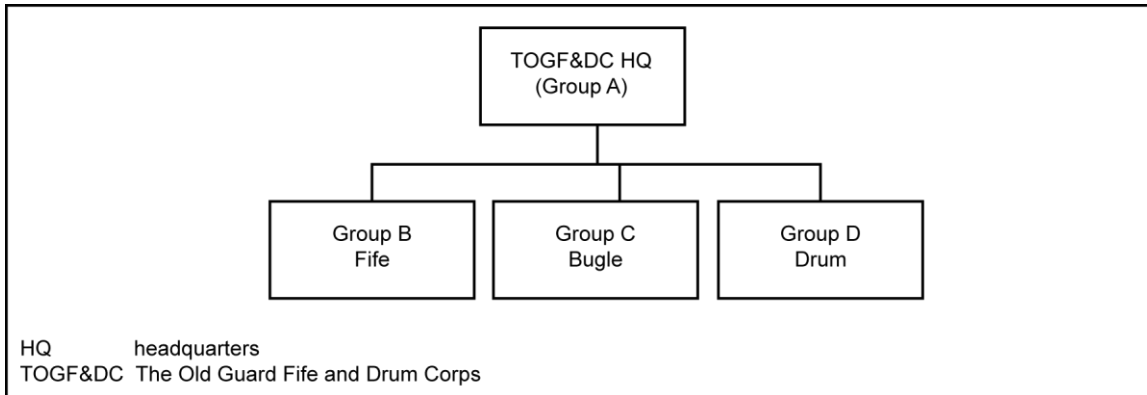 TOGF&DC HQ
(Group A)
Group B
Fife
Group C
Bugle
Group D
Drum
HQ headquarters
TOGF&DC The Old Guard Fife and Drum Corps